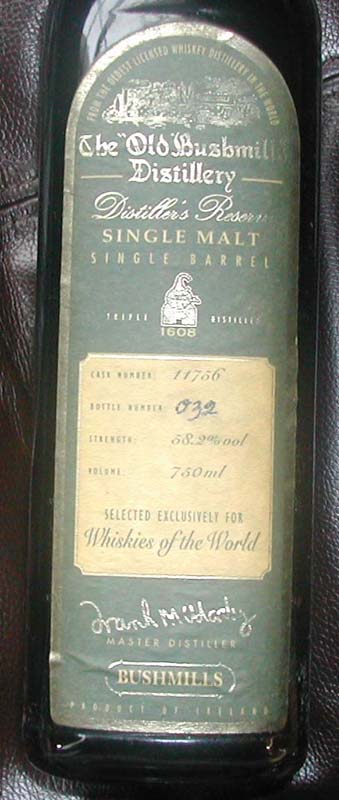 FROM THE OLDEST LICENSED WHISKEY DISTILLERY IN THE WORLD
The "Old" Bushmills
Distillery
Distiller's Reserve
SINGLE MALT
SINGLE BARREL
TRIPLE DISTILLED
1608
CASK NUMBER: 11756
BOTTLE NUMBER: 032
STRENGTH: 58.2%vol
VOLUME: 750ml
SELECTED EXCLUSIVELY FOR
Whiskies of the World
MASTER DISTILLER
BUSHMILLS
PRODUCT OF IRELAND